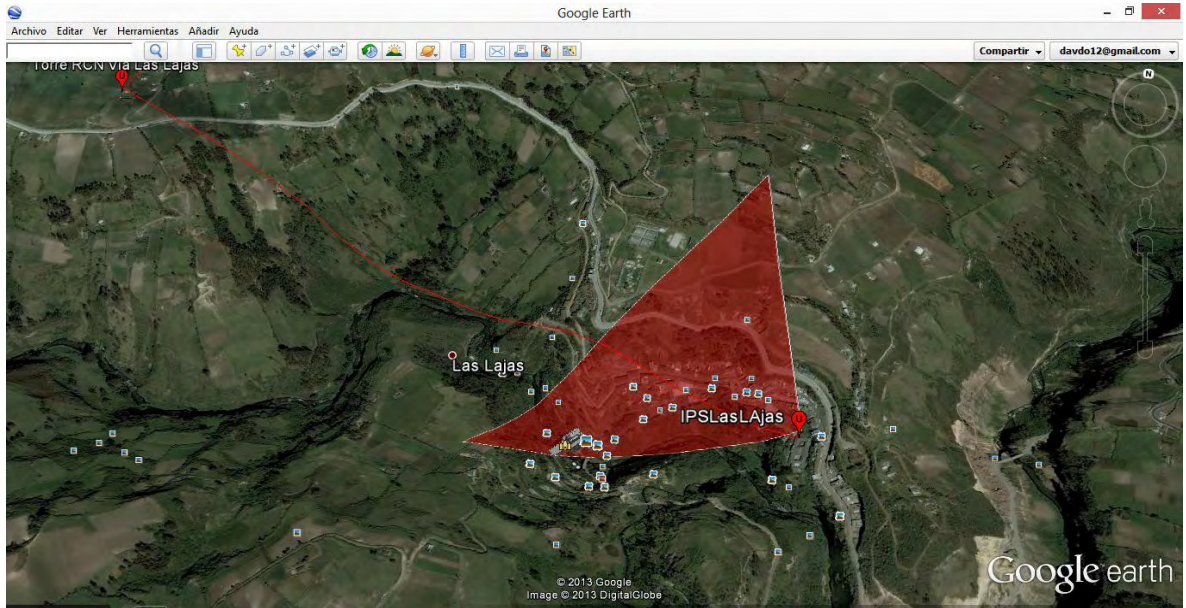 Google Earth
Archivo Editar Ver Herramientas Añadir Ayuda
Compartir
davdo12@gmail.com
N
Torre RCN Vía Las Lajas
Las Lajas
IPSLasLAjas
© 2013 Google
Image © 2013 DigitalGlobe
Google earth